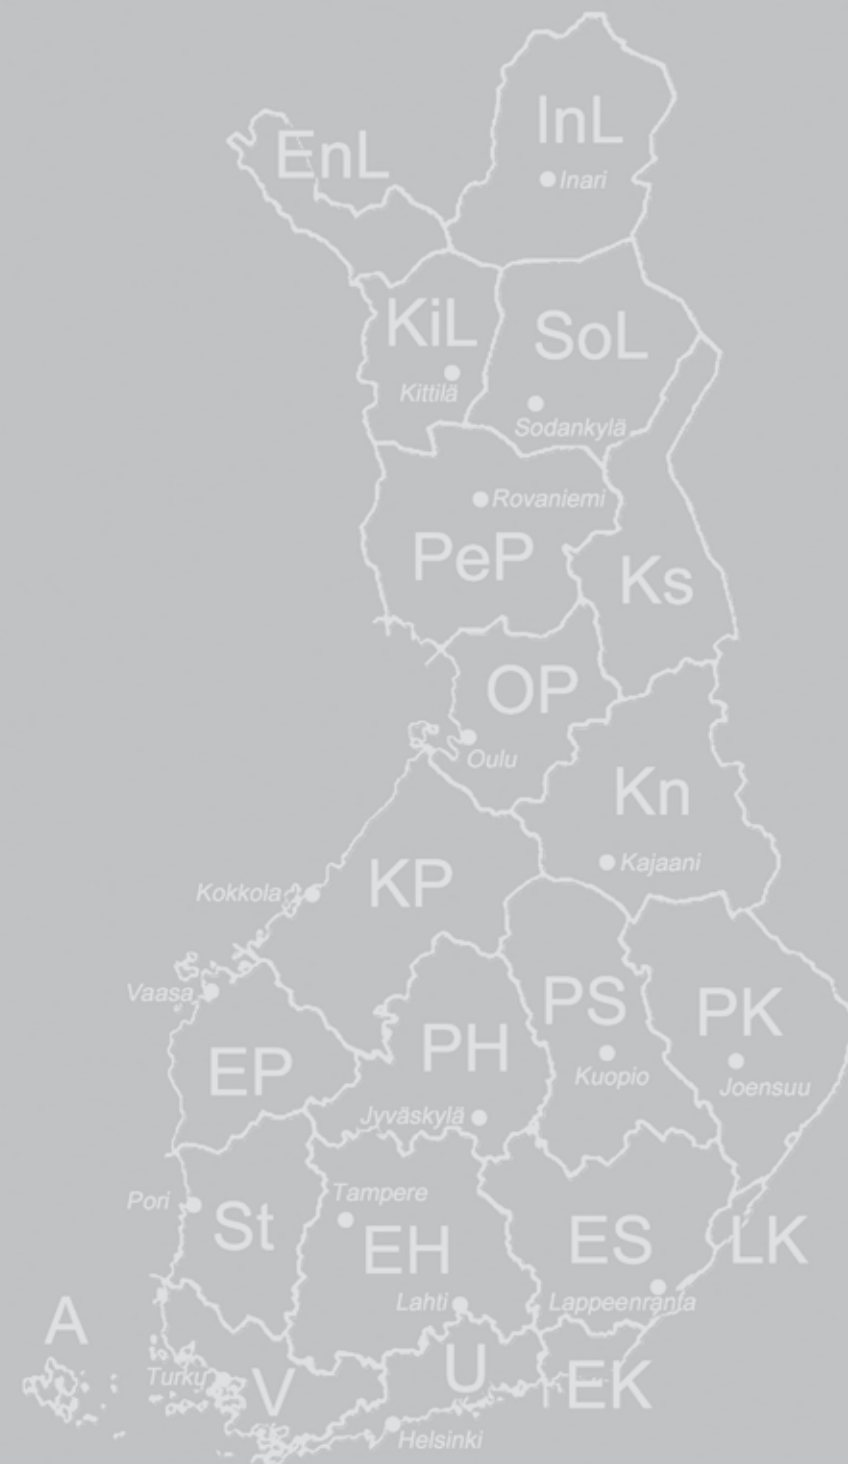 InL
EnL
Inari
KiL
SoL
Kittilä
Sodankylä
Rovaniemi
PeP
Ks
OP
Oulu
Kn
Kajaani
KP
Kokkola
Vaasa
PS
PK
PH
EP
Kuopio
Joensuu
Jyväskylä
Tampere
Pori
St
EH
ES
LK
Lahti
Lappeenranta
A
Turku
V
U
EK
Helsinki